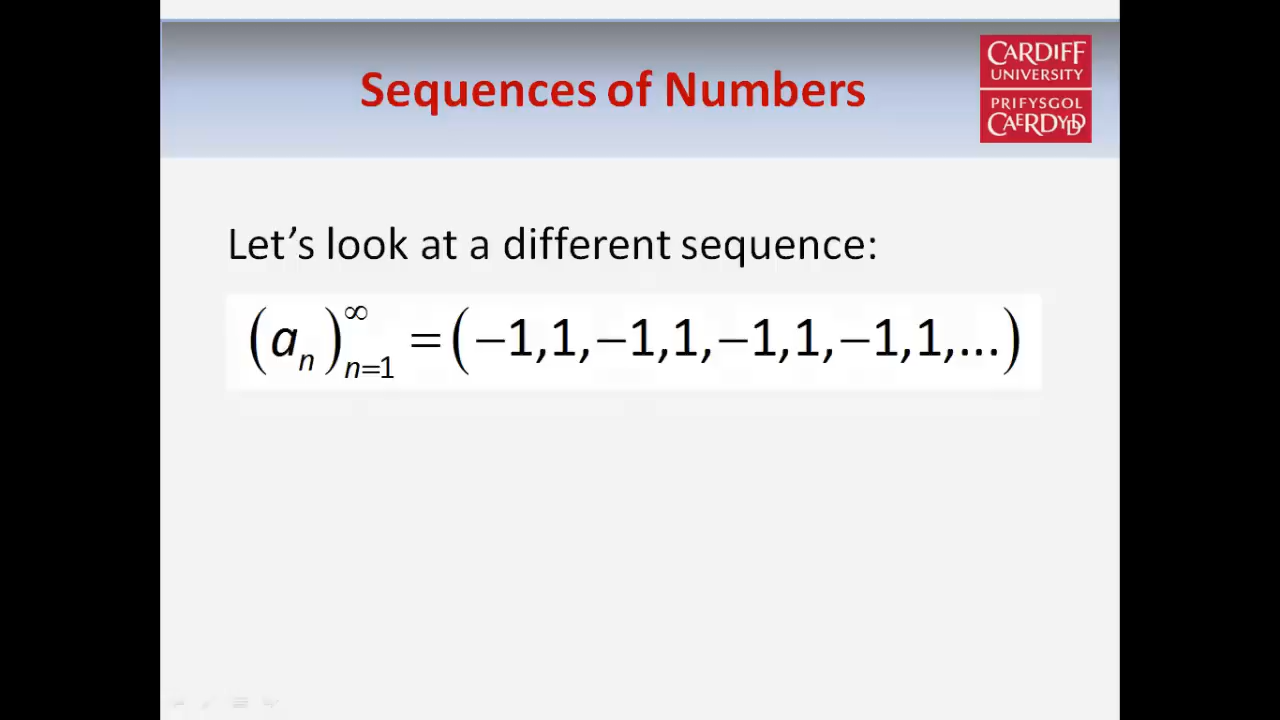 Sequences of Numbers
CARDIFF
UNIVERSITY
PRIFYSGOL
CAERDYDD
Let’s look at a different sequence:
(aₙ)∞ₙ₌₁ = (−1,1,−1,1,−1,1,−1,1,...)